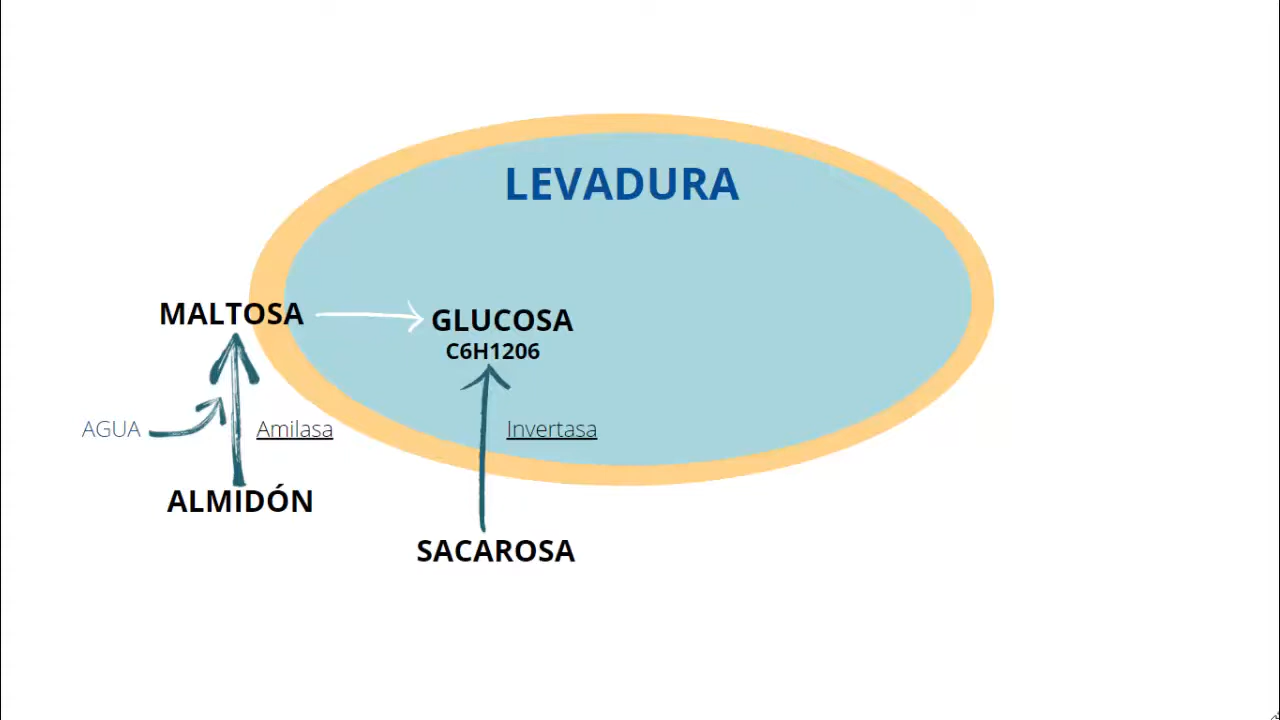 LEVADURA
MALTOSA
GLUCOSA
C6H1206
AGUA
Amilasa
Invertasa
ALMIDÓN
SACAROSA